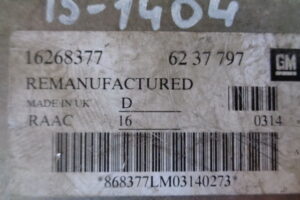 15-1404
16268377 62 37 797
GM
REMANUFACTURED
MADE IN UK D
RAAC 16 0314
*868377LM03140273*